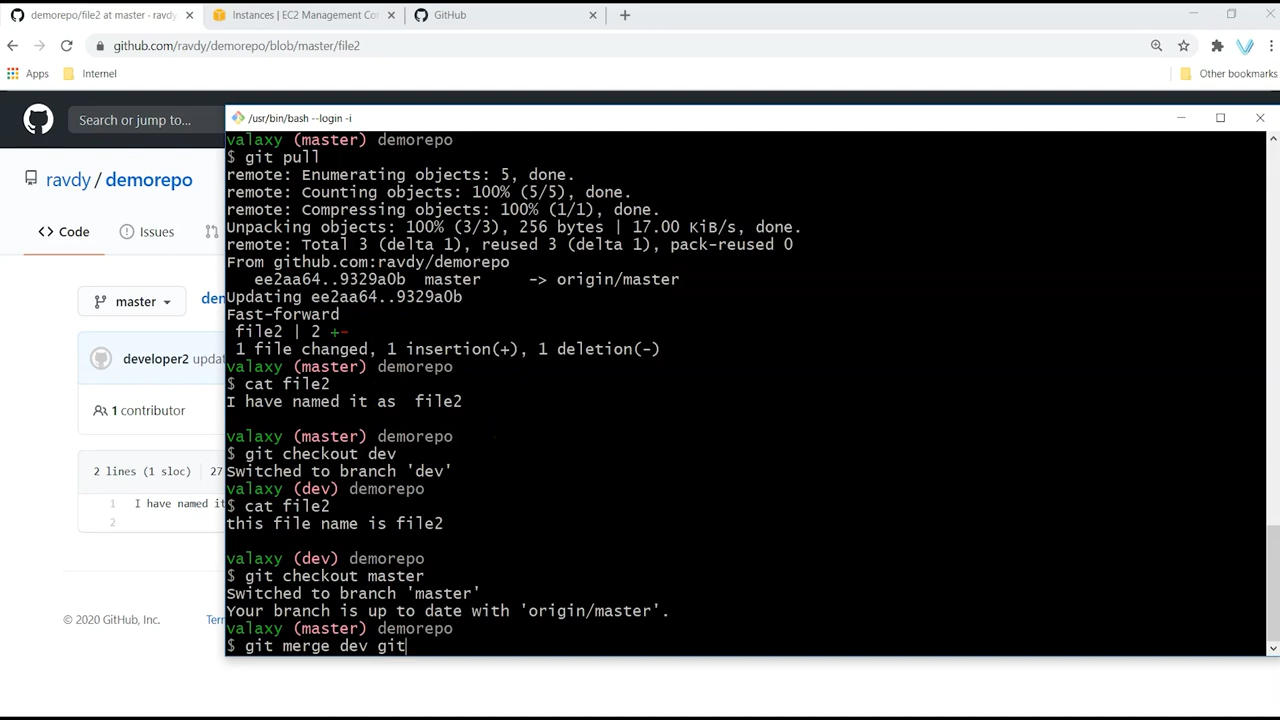 demorepo/file2 at master · ravdy
Instances | EC2 Management Co
GitHub
github.com/ravdy/demorepo/blob/master/file2
Apps
Internel
Other bookmarks
Search or jump to...
/usr/bin/bash --login -i
ravdy / demorepo
Code
Issues
master
dem
developer2 upda
1 contributor
2 lines (1 sloc)
27
1 I have named it
2
© 2020 GitHub, Inc.
Terr
valaxy (master) demorepo
$ git pull
remote: Enumerating objects: 5, done.
remote: Counting objects: 100% (5/5), done.
remote: Compressing objects: 100% (1/1), done.
Unpacking objects: 100% (3/3), 256 bytes | 17.00 KiB/s, done.
remote: Total 3 (delta 1), reused 3 (delta 1), pack-reused 0
From github.com:ravdy/demorepo
ee2aa64..9329a0b master -> origin/master
Updating ee2aa64..9329a0b
Fast-forward
file2 | 2 +-
1 file changed, 1 insertion(+), 1 deletion(-)
valaxy (master) demorepo
$ cat file2
I have named it as file2
valaxy (master) demorepo
$ git checkout dev
Switched to branch 'dev'
valaxy (dev) demorepo
$ cat file2
this file name is file2
valaxy (dev) demorepo
$ git checkout master
Switched to branch 'master'
Your branch is up to date with 'origin/master'.
valaxy (master) demorepo
$ git merge dev git